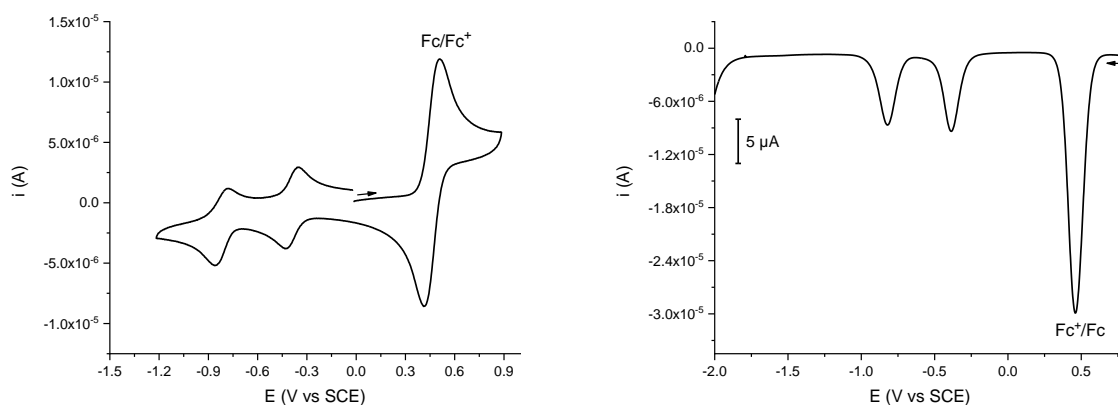 1.5x10⁻⁵
1.0x10⁻⁵
5.0x10⁻⁶
0.0
-5.0x10⁻⁶
-1.0x10⁻⁵
i (A)
Fc/Fc⁺
-1.5 -1.2 -0.9 -0.6 -0.3 0.0 0.3 0.6 0.9
E (V vs SCE)
0.0
-6.0x10⁻⁶
-1.2x10⁻⁵
-1.8x10⁻⁵
-2.4x10⁻⁵
-3.0x10⁻⁵
i (A)
5 µA
Fc⁺/Fc
-2.0 -1.5 -1.0 -0.5 0.0 0.5
E (V vs SCE)